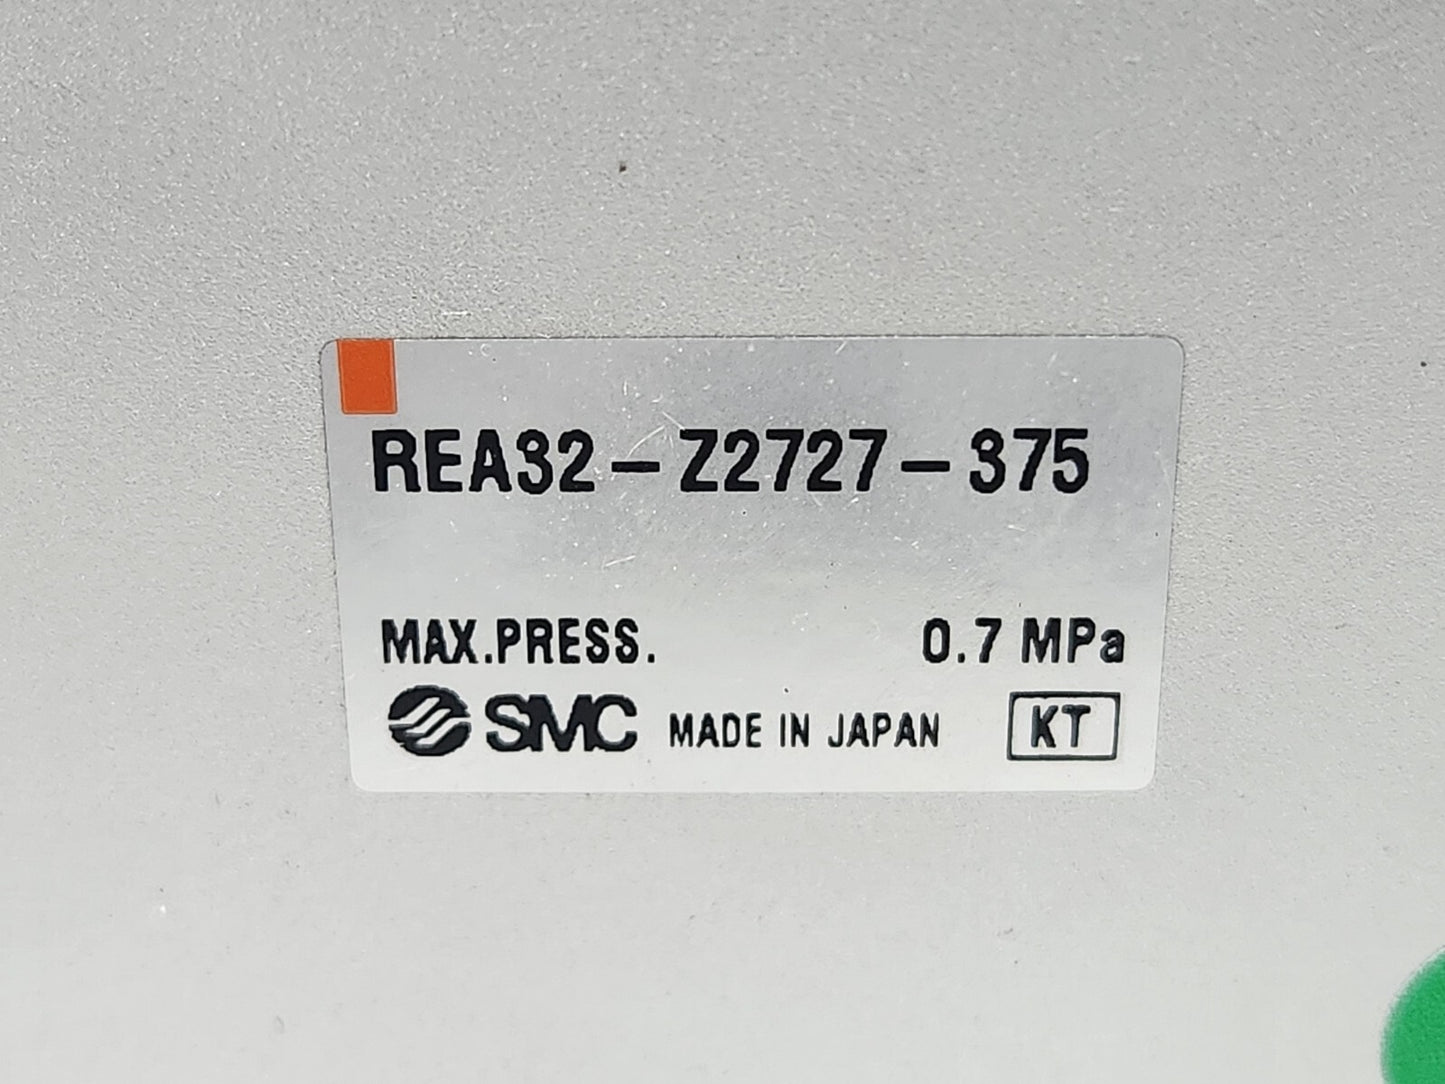 REA32-Z2727-375
MAX.PRESS. 0.7 MPa
SMC MADE IN JAPAN KT